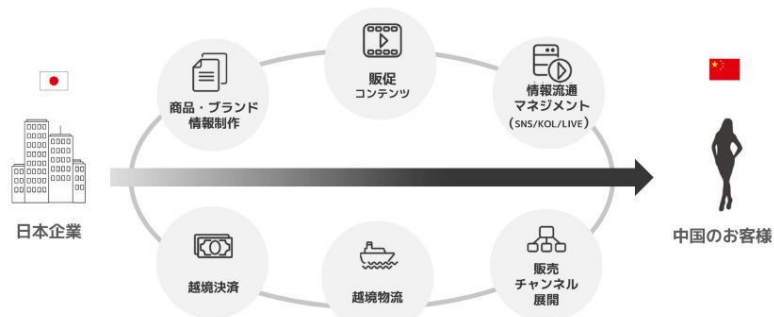 販促
コンテンツ
商品・ブランド
情報制作
情報流通
マネジメント
(SNS/KOL/LIVE)
日本企業
中国のお客様
越境決済
越境物流
販売
チャンネル
展開